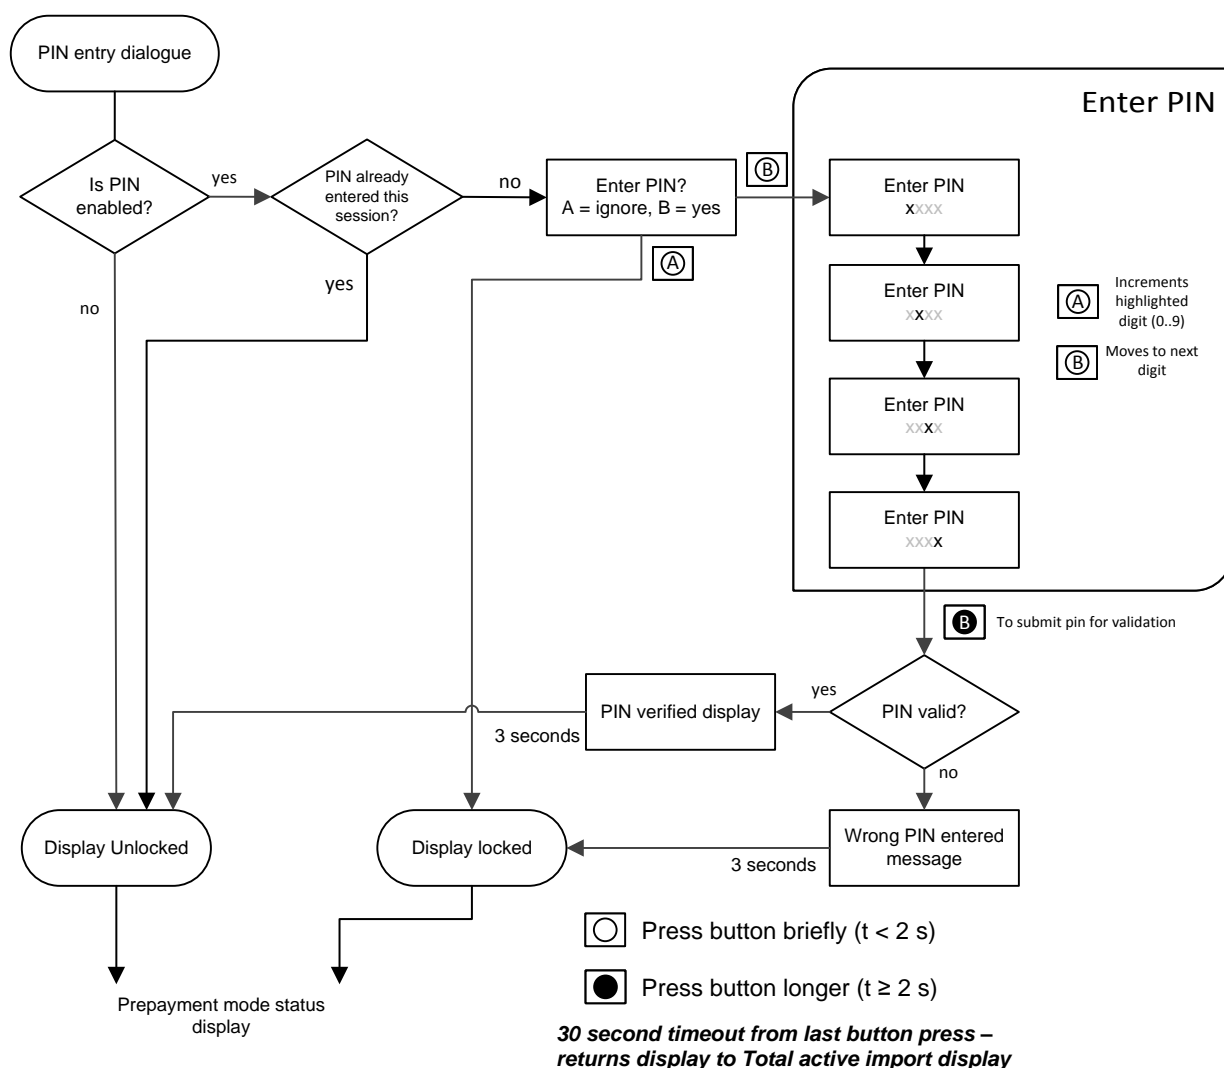 PIN entry dialogue
Enter PIN
Is PIN
enabled?
yes
PIN already
entered this
session?
no
Enter PIN?
A = ignore, B = yes
B
Enter PIN
xxxx
A
yes
no
Enter PIN
xxxx
A
Increments
highlighted
digit (0..9)
B
Moves to next
digit
Enter PIN
xxxx
Enter PIN
xxxx
B
To submit pin for validation
PIN valid?
yes
PIN verified display
3 seconds
no
Display Unlocked
Display locked
Wrong PIN entered
message
3 seconds
Press button briefly (t < 2 s)
Press button longer (t ≥ 2 s)
Prepayment mode status
display
30 second timeout from last button press –
returns display to Total active import display